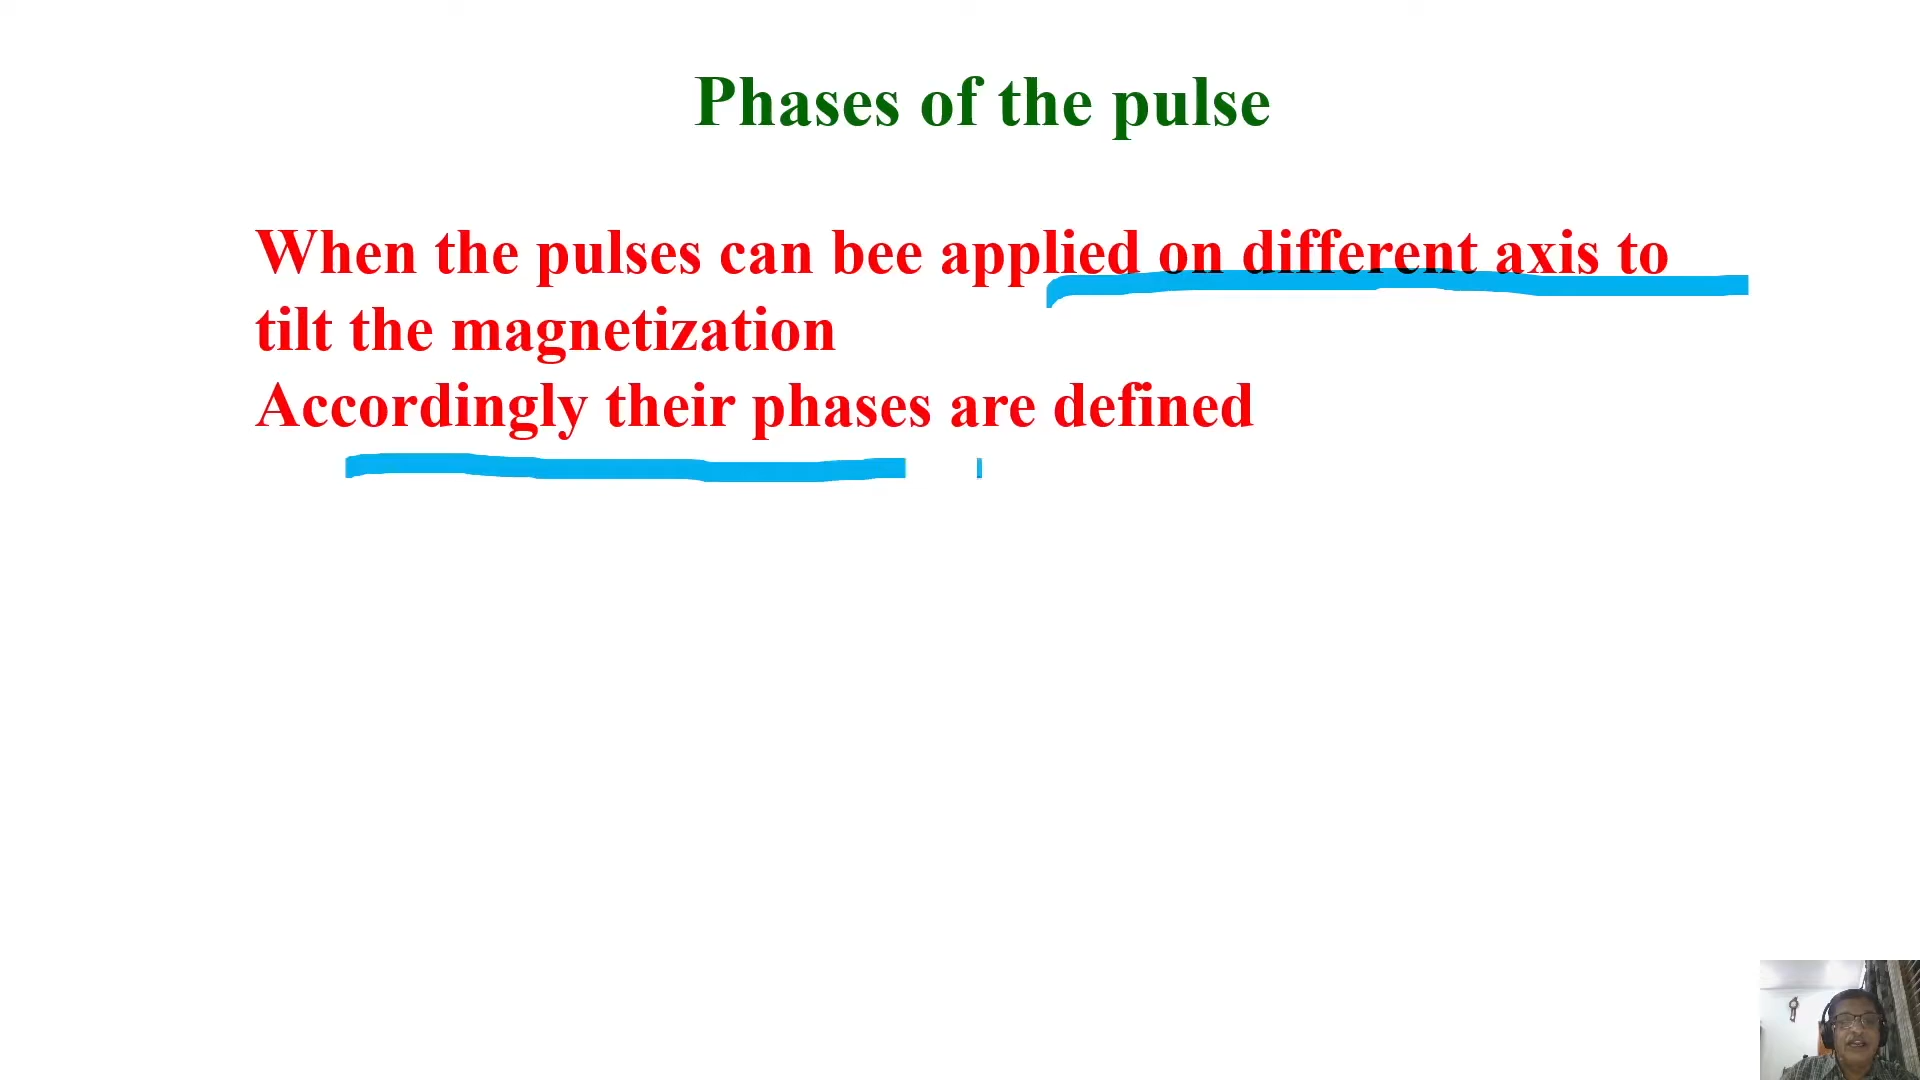 Phases of the pulse
When the pulses can bee applied on different axis to
tilt the magnetization
Accordingly their phases are defined